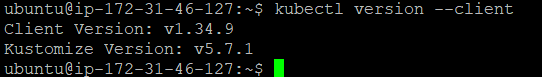 ubuntu@ip-172-31-46-127:~$ kubectl version --client
Client Version: v1.34.9
Kustomize Version: v5.7.1
ubuntu@ip-172-31-46-127:~$